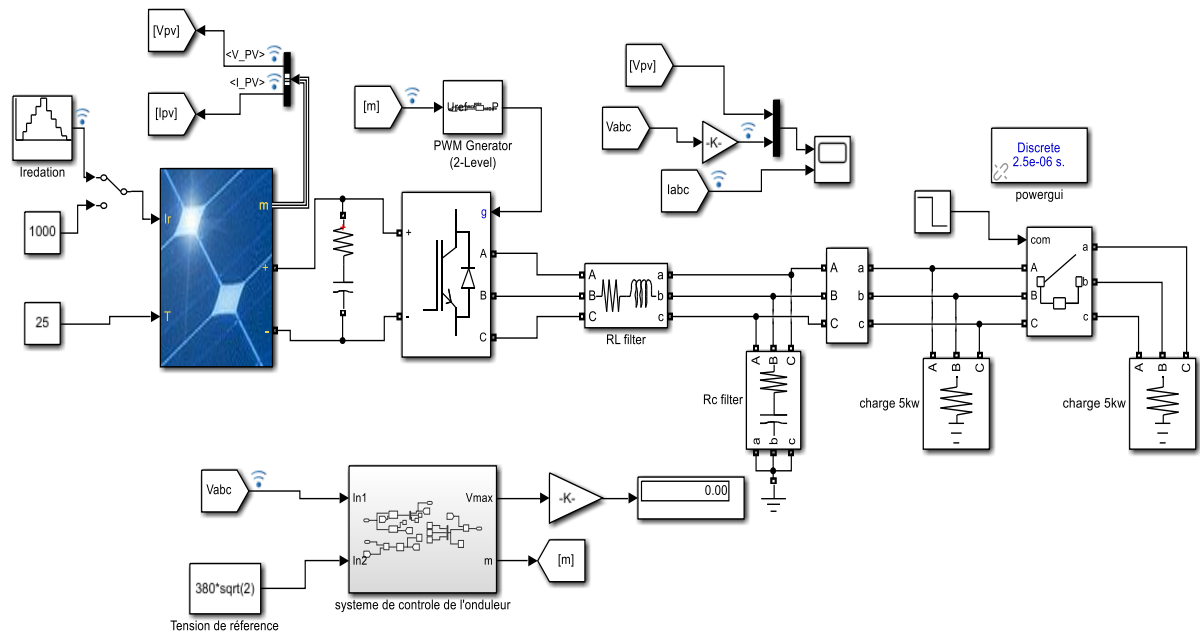 [Vpv]
<V_PV>
<I_PV>
[Ipv]
Iredation
1000
25
Ir
T
m
+
-
[m]
Uref
P
PWM Gnerator
(2-Level)
g
+
-
A
B
C
A
B
C
a
b
c
RL filter
[Vpv]
Vabc
-K-
Iabc
Discrete
2.5e-06 s.
powergui
A
B
C
a
b
c
Rc filter
A
B
C
a
b
c
com
A
B
C
a
b
c
A
B
C
charge 5kw
A
B
C
charge 5kw
Vabc
In1
In2
Vmax
m
-K-
0.00
[m]
380*sqrt(2)
Tension de réference
systeme de controle de l'onduleur